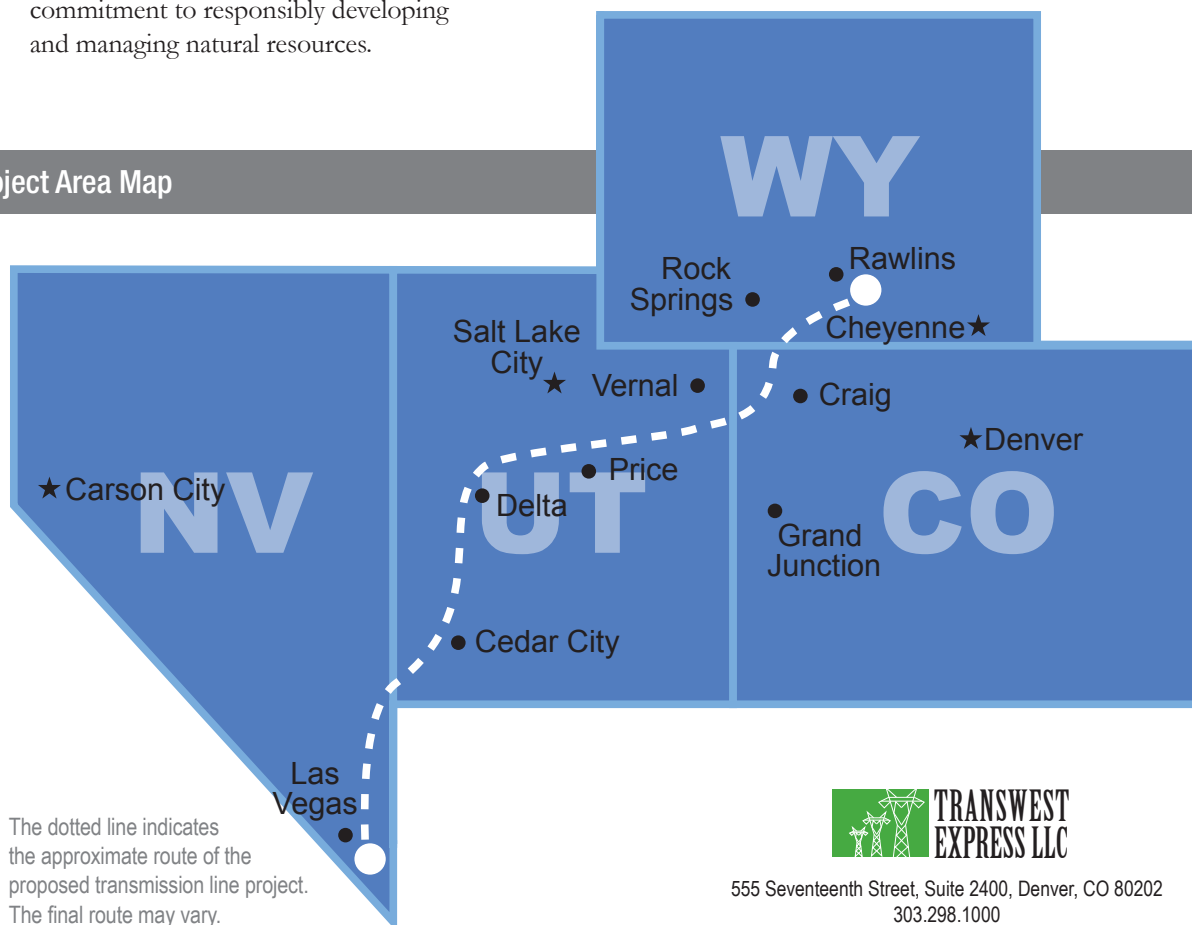 commitment to responsibly developing
and managing natural resources.
ject Area Map
WY
Rawlins
Rock
Springs
Cheyenne
Salt Lake
City
Vernal
Craig
Denver
Price
Carson City
NV
Delta
UT
CO
Grand
Junction
Cedar City
Las
Vegas
The dotted line indicates
the approximate route of the
proposed transmission line project.
The final route may vary.
TRANSWEST
EXPRESS LLC
555 Seventeenth Street, Suite 2400, Denver, CO 80202
303.298.1000